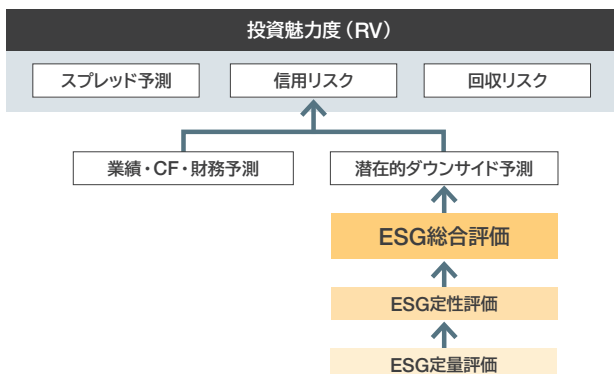 投資魅力度（RV）
スプレッド予測
信用リスク
回収リスク
業績・CF・財務予測
潜在的ダウンサイド予測
ESG総合評価
ESG定性評価
ESG定量評価